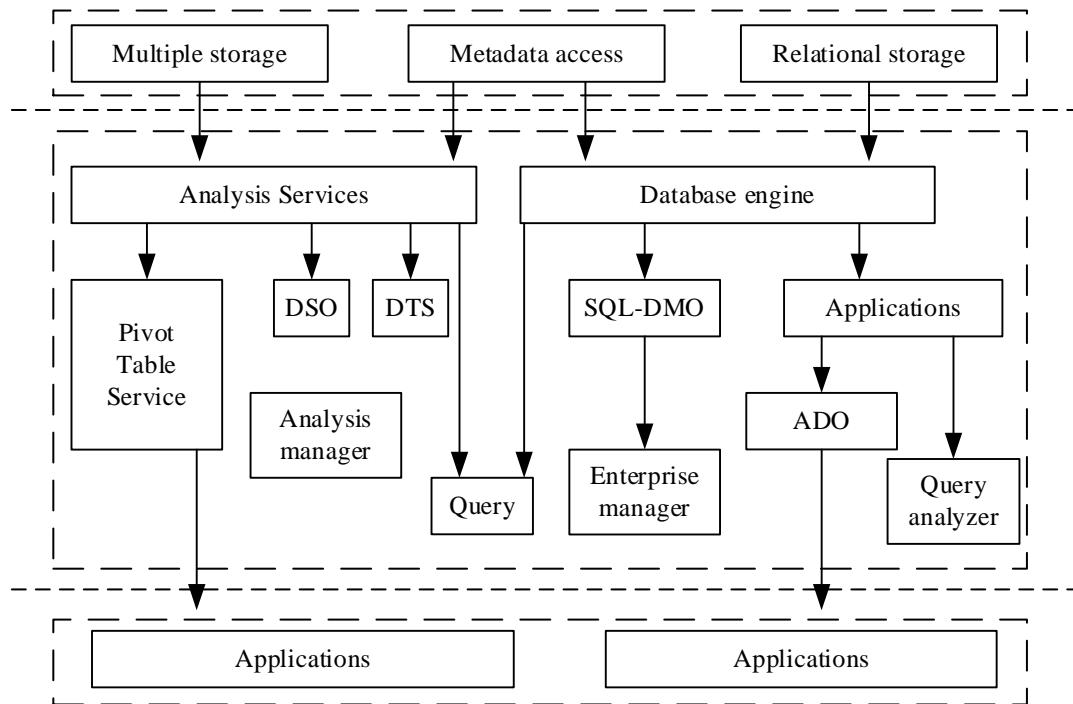 Multiple storage
Metadata access
Relational storage
Analysis Services
Database engine
Pivot
Table
Service
DSO
DTS
SQL-DMO
Applications
Analysis
manager
ADO
Query
Enterprise
manager
Query
analyzer
Applications
Applications